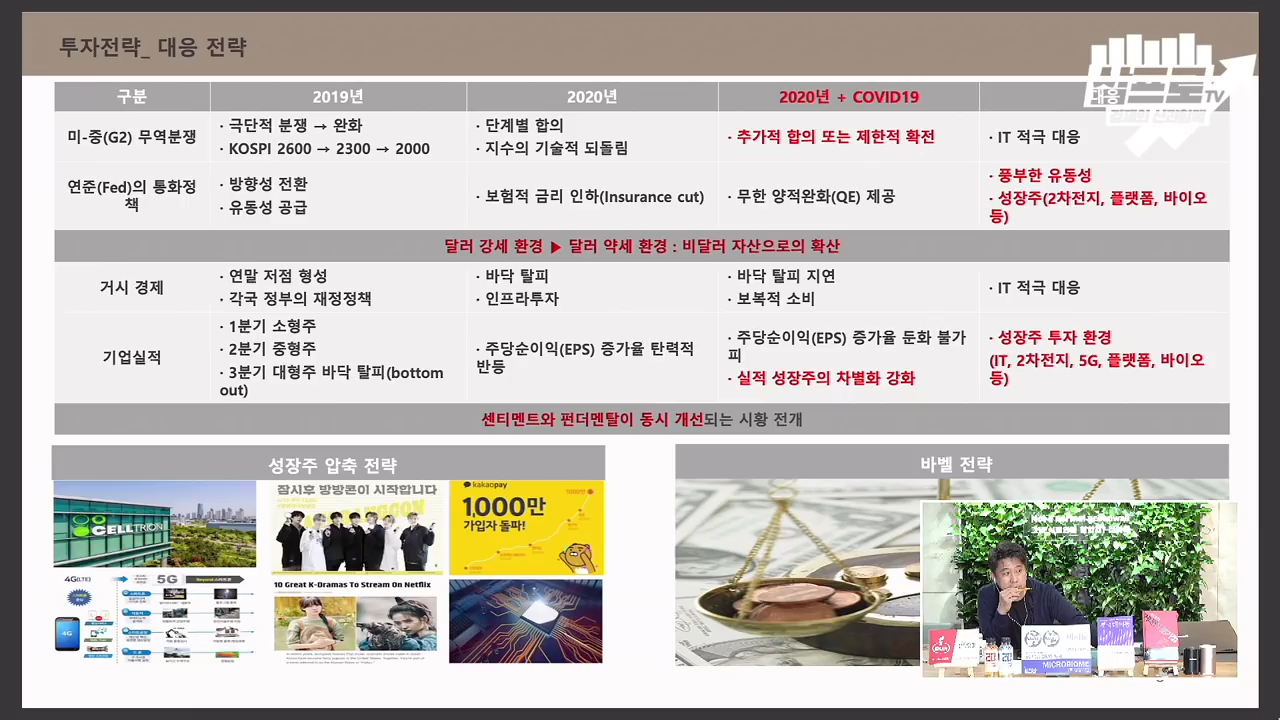 투자전략_ 대응 전략
구분
2019년
2020년
2020년 + COVID19
대응
TV
미-중(G2) 무역분쟁
· 극단적 분쟁 → 완화
· KOSPI 2600 → 2300 → 2000
· 단계별 합의
· 지수의 기술적 되돌림
· 추가적 합의 또는 제한적 확전
· IT 적극 대응
연준(Fed)의 통화정
책
· 방향성 전환
· 유동성 공급
· 보험적 금리 인하(Insurance cut)
· 무한 양적완화(QE) 제공
· 풍부한 유동성
· 성장주(2차전지, 플랫폼, 바이오
등)
달러 강세 환경 ▶ 달러 약세 환경 : 비달러 자산으로의 확산
거시 경제
· 연말 저점 형성
· 각국 정부의 재정정책
· 바닥 탈피
· 인프라투자
· 바닥 탈피 지연
· 보복적 소비
· IT 적극 대응
기업실적
· 1분기 소형주
· 2분기 중형주
· 3분기 대형주 바닥 탈피(bottom
out)
· 주당순이익(EPS) 증가율 탄력적
반등
· 주당순이익(EPS) 증가율 둔화 불가
피
· 실적 성장주의 차별화 강화
· 성장주 투자 환경
(IT, 2차전지, 5G, 플랫폼, 바이오
등)
센티멘트와 펀더멘탈이 동시 개선되는 시황 전개
성장주 압축 전략
바벨 전략
CELLTRION
잠시후 방방콘이 시작합니다
kakaopay
1,000만
가입자 돌파!
4G(LTE)
5G
4G
10 Great K-Dramas To Stream On Netflix
MICROBIOME